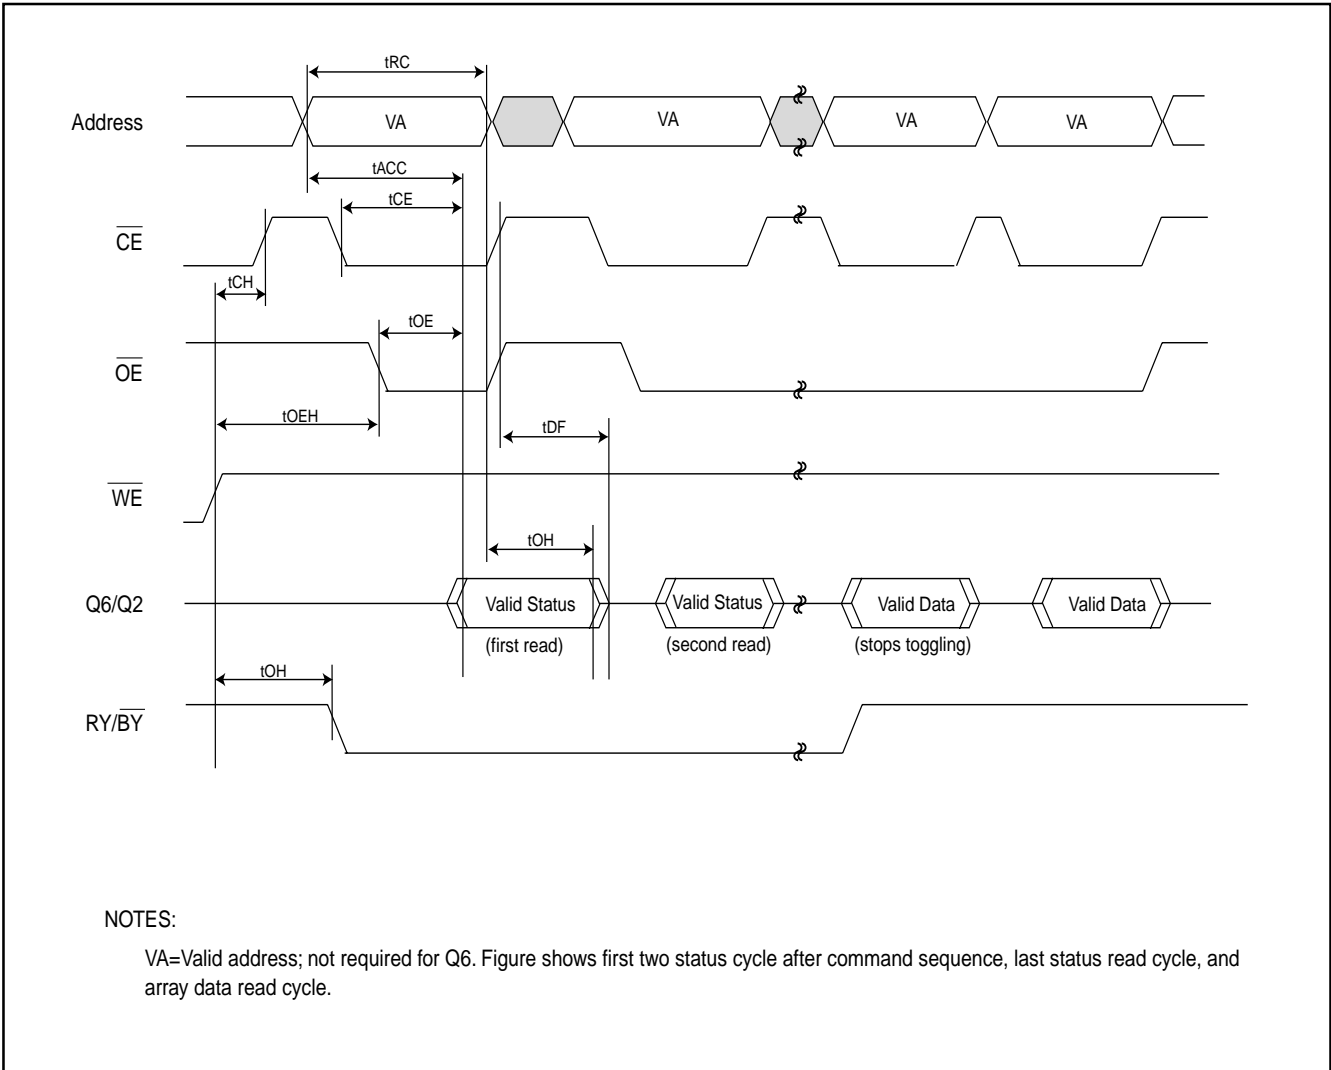 tRC
Address
VA
VA
VA
VA
tACC
tCE
CE
tCH
tOE
OE
tOEH
tDF
WE
tOH
Q6/Q2
Valid Status
Valid Status
Valid Data
Valid Data
(first read)
(second read)
(stops toggling)
tOH
RY/BY
NOTES:
VA=Valid address; not required for Q6. Figure shows first two status cycle after command sequence, last status read cycle, and
array data read cycle.